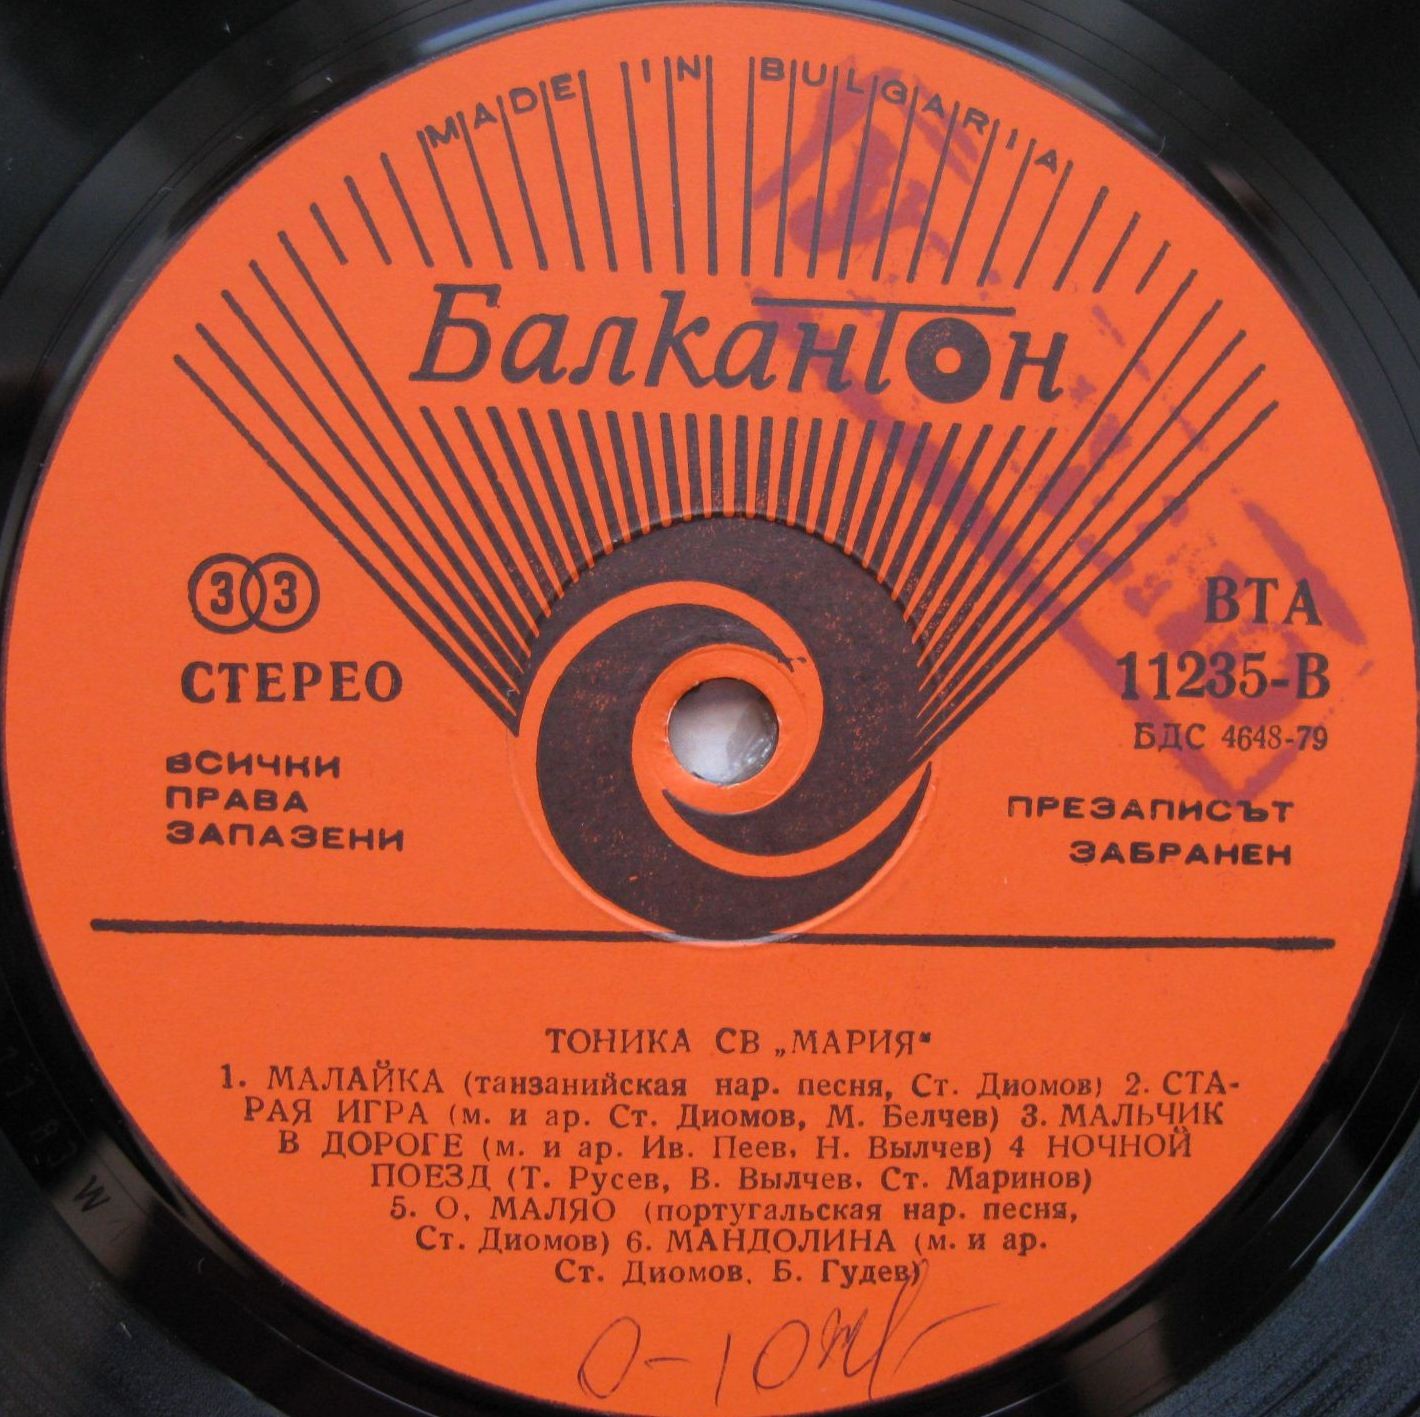 MADE IN BULGARIA
Балкантон
33
СТЕРЕО
ВСИЧКИ
ПРАВА
ЗАПАЗЕНИ
ВТА
11235-В
БДС 4648-79
ПРЕЗАПИСЪТ
ЗАБРАНЕН
ТОНИКА СВ „МАРИЯ“
1. МАЛАЙКА (танзанийская нар. песня, Ст. Диомов) 2. СТА-
РАЯ ИГРА (м. и ар. Ст. Диомов, М. Белчев) 3. МАЛЬЧИК
В ДОРОГЕ (м. и ар. Ив. Пеев, Н. Вылчев) 4 НОЧНОЙ
ПОЕЗД (Т. Русев, В. Вылчев. Ст. Маринов)
5. О, МАЛЯО (португальская нар. песня,
Ст. Диомов) 6. МАНДОЛИНА (м. и ар.
Ст. Диомов. Б. Гудев)
0-10